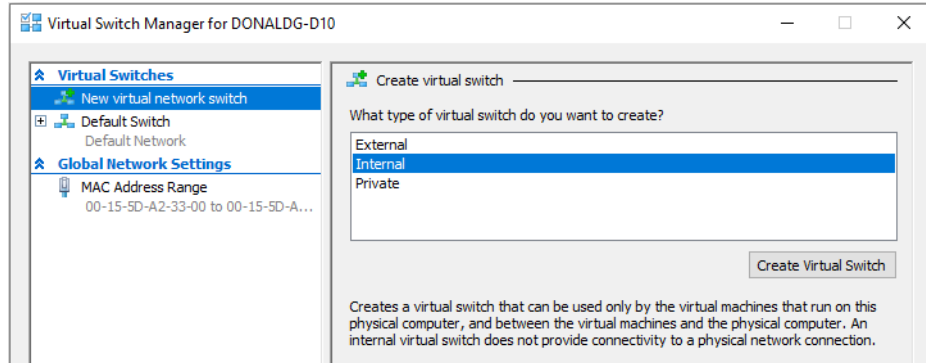 Virtual Switch Manager for DONALDG-D10
Virtual Switches
New virtual network switch
Default Switch
Default Network
Global Network Settings
MAC Address Range
00-15-5D-A2-33-00 to 00-15-5D-A...
Create virtual switch
What type of virtual switch do you want to create?
External
Internal
Private
Create Virtual Switch
Creates a virtual switch that can be used only by the virtual machines that run on this
physical computer, and between the virtual machines and the physical computer. An
internal virtual switch does not provide connectivity to a physical network connection.